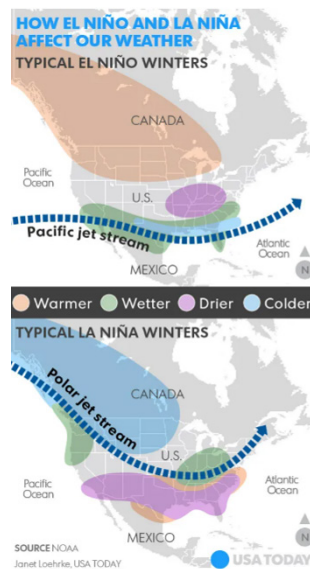 HOW EL NIÑO AND LA NIÑA
AFFECT OUR WEATHER
TYPICAL EL NIÑO WINTERS
CANADA
Pacific
Ocean
U.S.
Pacific jet stream
Atlantic
Ocean
MEXICO
N
Warmer Wetter Drier Colder
TYPICAL LA NIÑA WINTERS
Polar jet stream
CANADA
U.S.
Pacific
Ocean
Atlantic
Ocean
MEXICO
N
SOURCE NOAA
Janet Loehrke, USA TODAY
USA TODAY